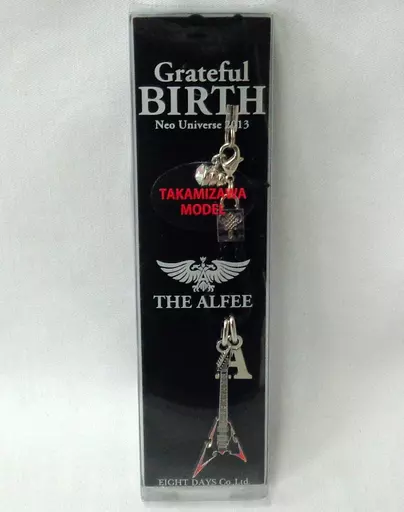 Grateful
BIRTH
Neo Universe 2013
TAKAMIZAWA
MODEL
THE ALFEE
A
EIGHT DAYS Co.,Ltd.